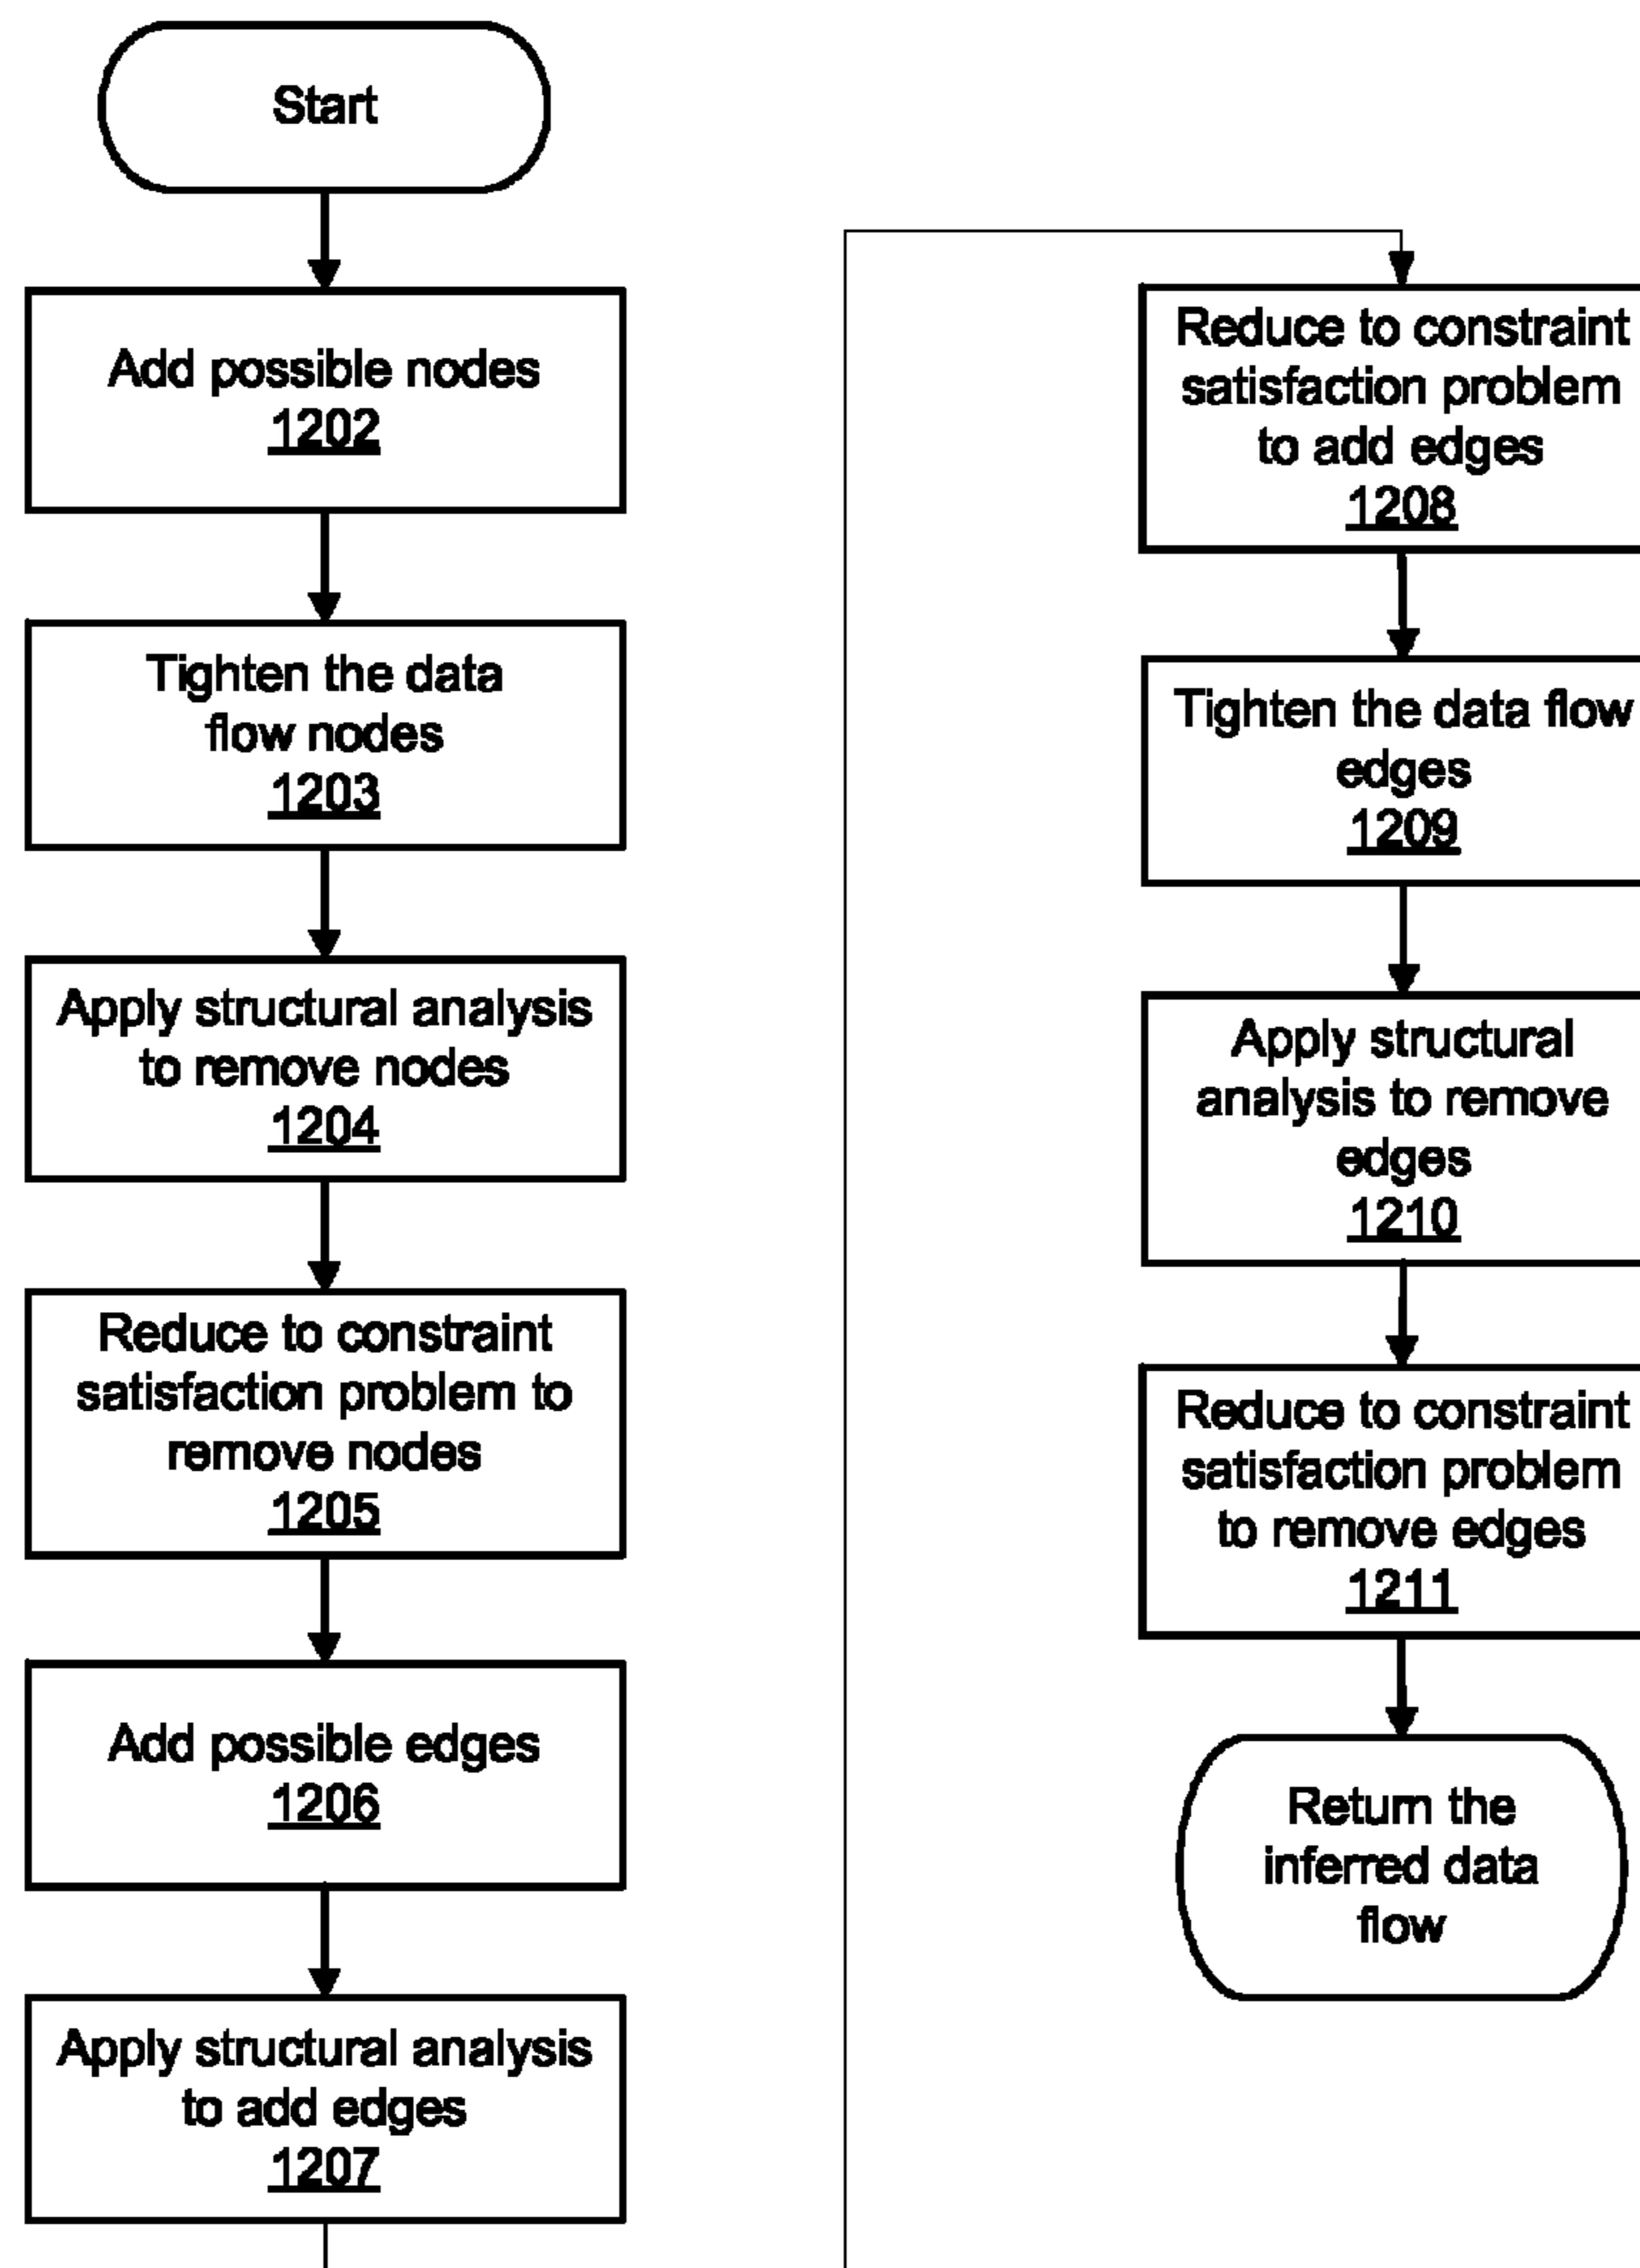 Start
Add possible nodes
1202
Tighten the data
flow nodes
1203
Apply structural analysis
to remove nodes
1204
Reduce to constraint
satisfaction problem to
remove nodes
1205
Add possible edges
1206
Apply structural analysis
to add edges
1207
Reduce to constraint
satisfaction problem
to add edges
1208
Tighten the data flow
edges
1209
Apply structural
analysis to remove
edges
1210
Reduce to constraint
satisfaction problem
to remove edges
1211
Return the
inferred data
flow